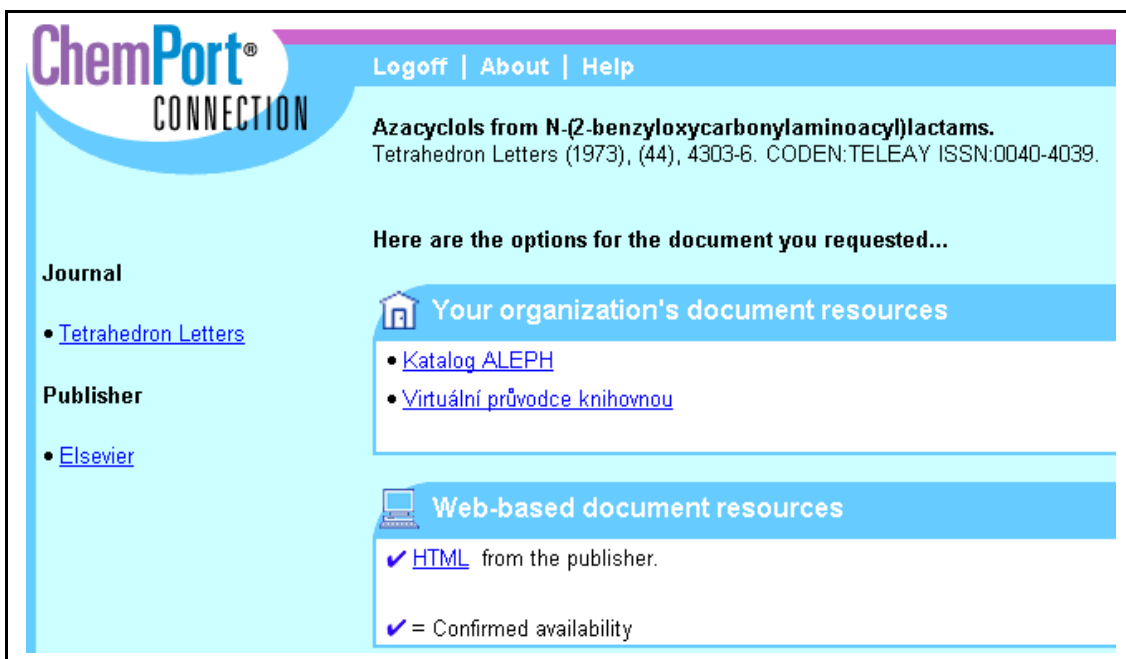 ChemPort®
CONNECTION
Logoff | About | Help
Azacyclols from N-(2-benzyloxycarbonylaminoacyl)lactams.
Tetrahedron Letters (1973), (44), 4303-6. CODEN:TELEAY ISSN:0040-4039.
Here are the options for the document you requested...
Journal
• Tetrahedron Letters
Publisher
• Elsevier
Your organization's document resources
• Katalog ALEPH
• Virtuální průvodce knihovnou
Web-based document resources
✔ HTML from the publisher.
✔ = Confirmed availability